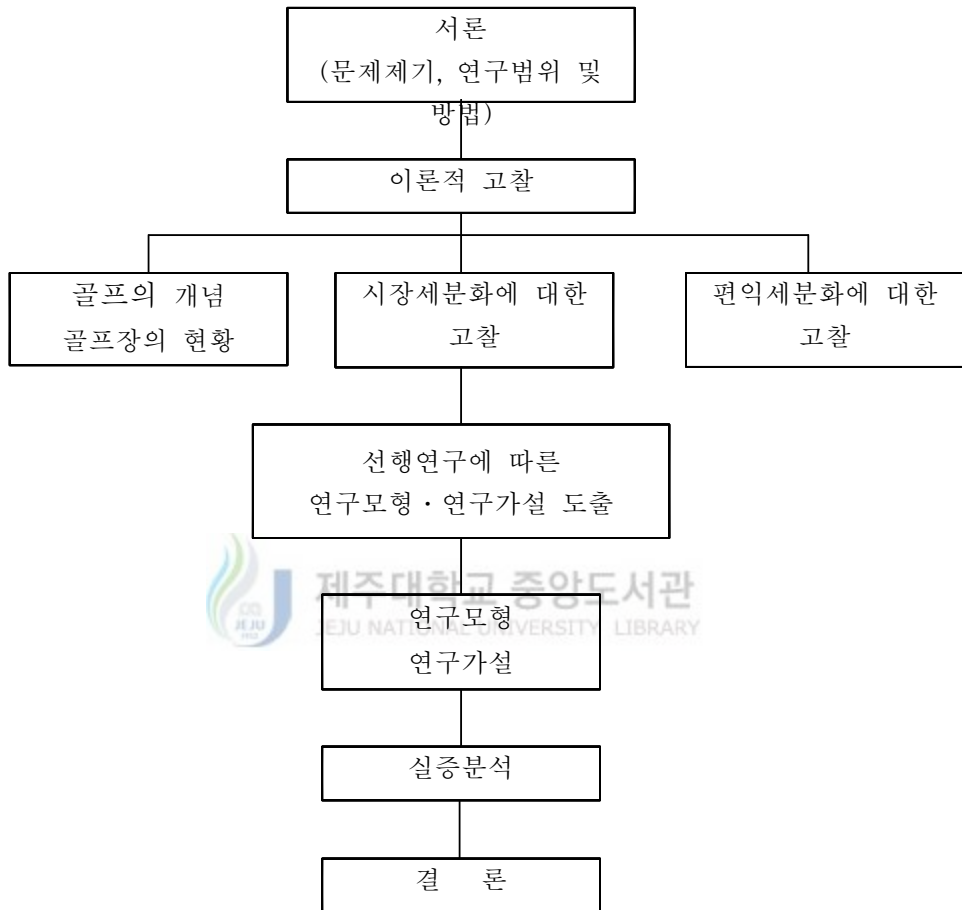 서론
(문제제기, 연구범위 및
방법)
이론적 고찰
골프의 개념
골프장의 현황
시장세분화에 대한
고찰
편익세분화에 대한
고찰
선행연구에 따른
연구모형·연구가설 도출
제주대학교 중앙도서관
JEJU NATIONAL UNIVERSITY LIBRARY
JEJU
1952
연구모형
연구가설
실증분석
결 론